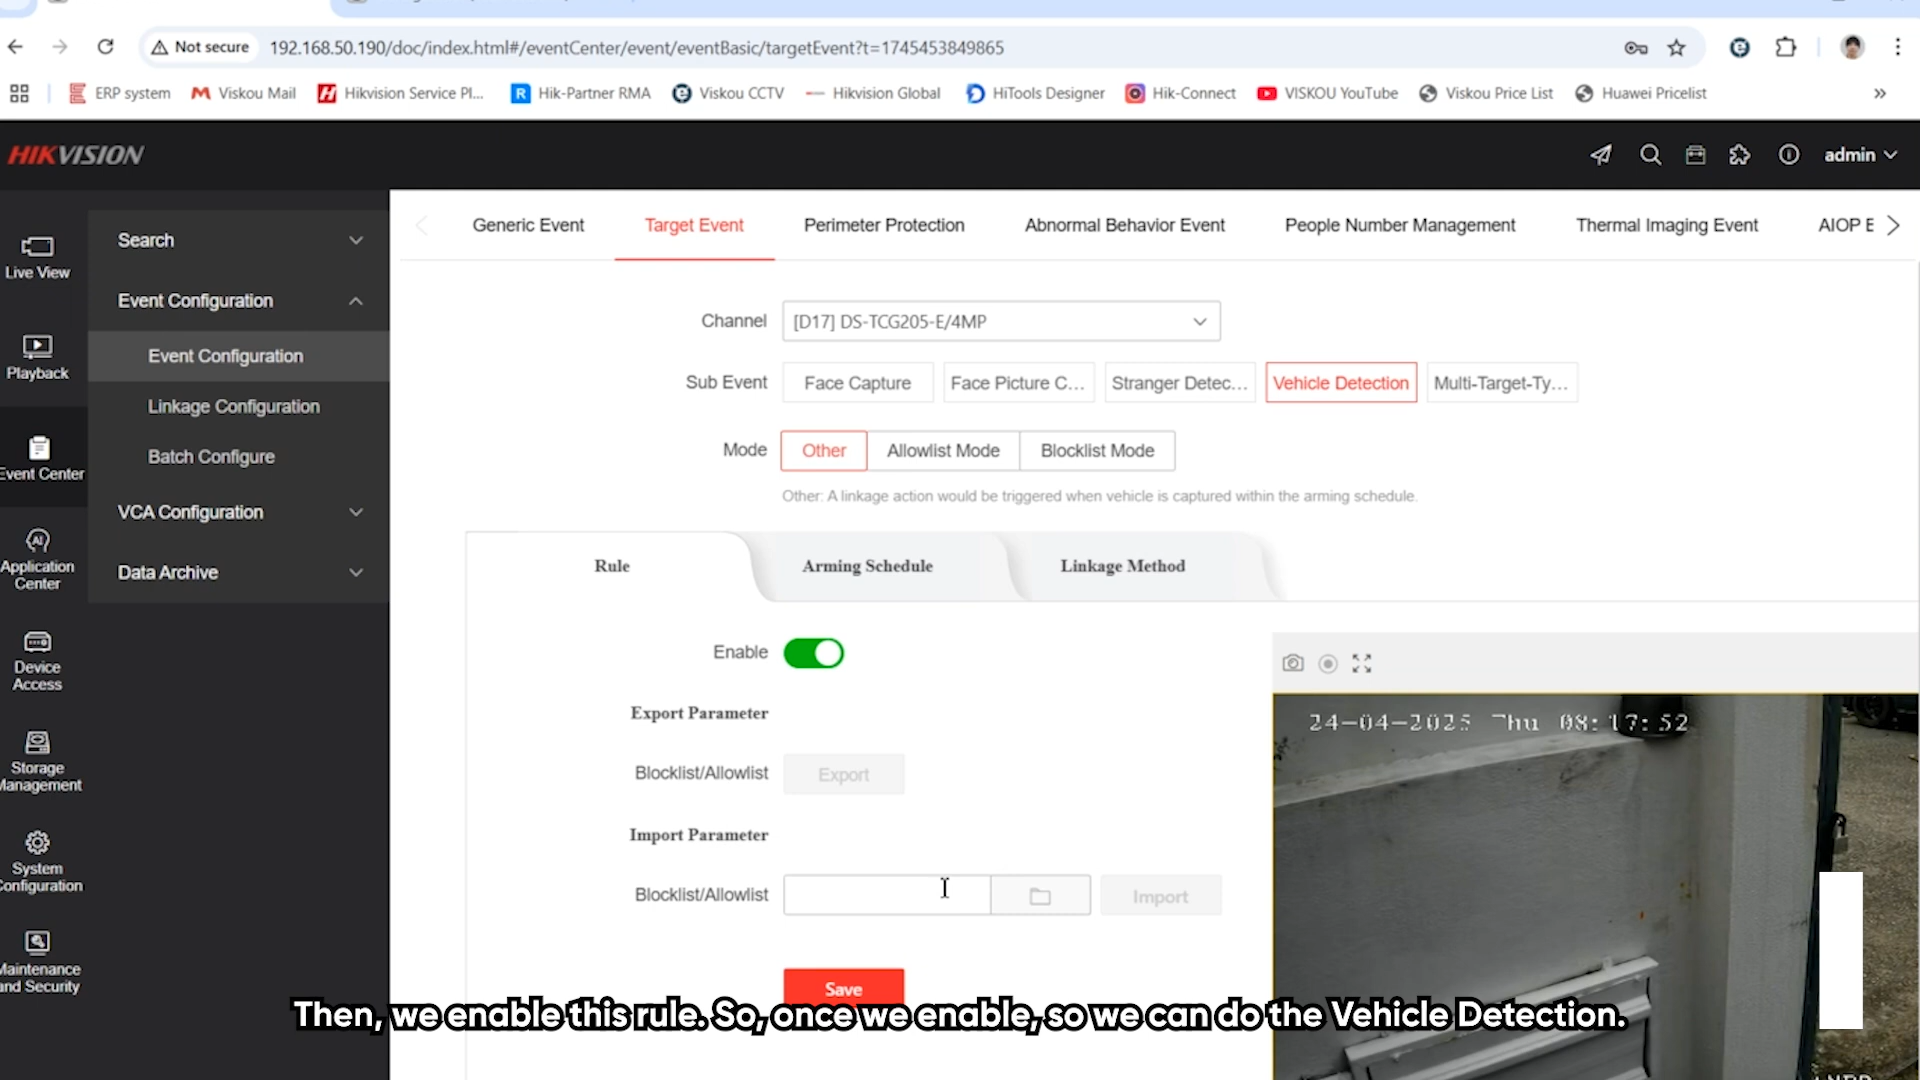 Not secure 192.168.50.190/doc/index.html#/eventCenter/event/eventBasic/targetEvent?t=1745453849865
ERP system Viskou Mail Hikvision Service Pl... Hik-Partner RMA Viskou CCTV Hikvision Global HiTools Designer Hik-Connect VISKOU YouTube Viskou Price List Huawei Pricelist »
HIKVISION
admin
Live View
Playback
Event Center
Application
Center
Device
Access
Storage
Management
System
Configuration
Maintenance
and Security
Search
Event Configuration
Event Configuration
Linkage Configuration
Batch Configure
VCA Configuration
Data Archive
Generic Event Target Event Perimeter Protection Abnormal Behavior Event People Number Management Thermal Imaging Event AIOP E
Channel [D17] DS-TCG205-E/4MP
Sub Event Face Capture Face Picture C... Stranger Detec... Vehicle Detection Multi-Target-Ty...
Mode Other Allowlist Mode Blocklist Mode
Other: A linkage action would be triggered when vehicle is captured within the arming schedule.
Rule Arming Schedule Linkage Method
Enable
Export Parameter
Blocklist/Allowlist Export
Import Parameter
Blocklist/Allowlist Import
Save
24-04-2025 Thu 08:17:52
Then, we enable this rule. So, once we enable, so we can do the Vehicle Detection.